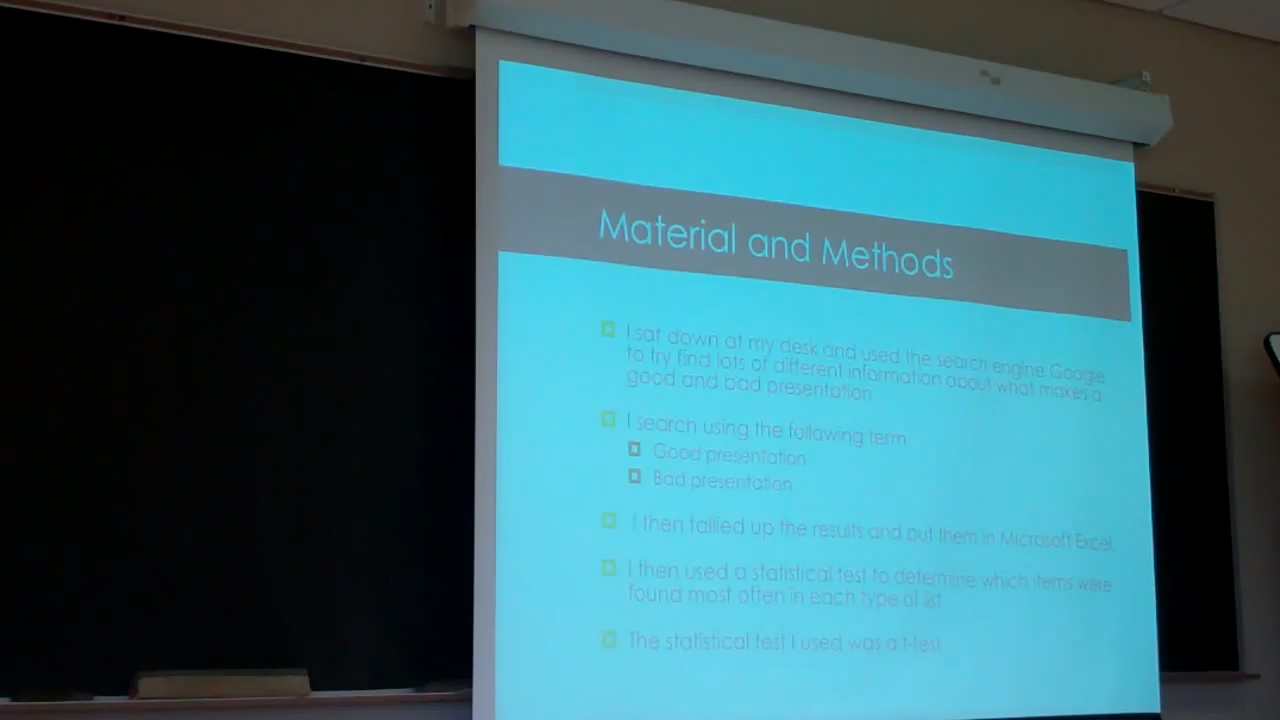 Material and Methods
I sat down at my desk and used the search engine Google
to try find lots of different information about what makes a
good and bad presentation
I search using the following term
Good presentation
Bad presentation
I then tallied up the results and put them in Microsoft Excel.
I then used a statistical test to determine which items were
found most often in each type of list
The statistical test I used was a t-test